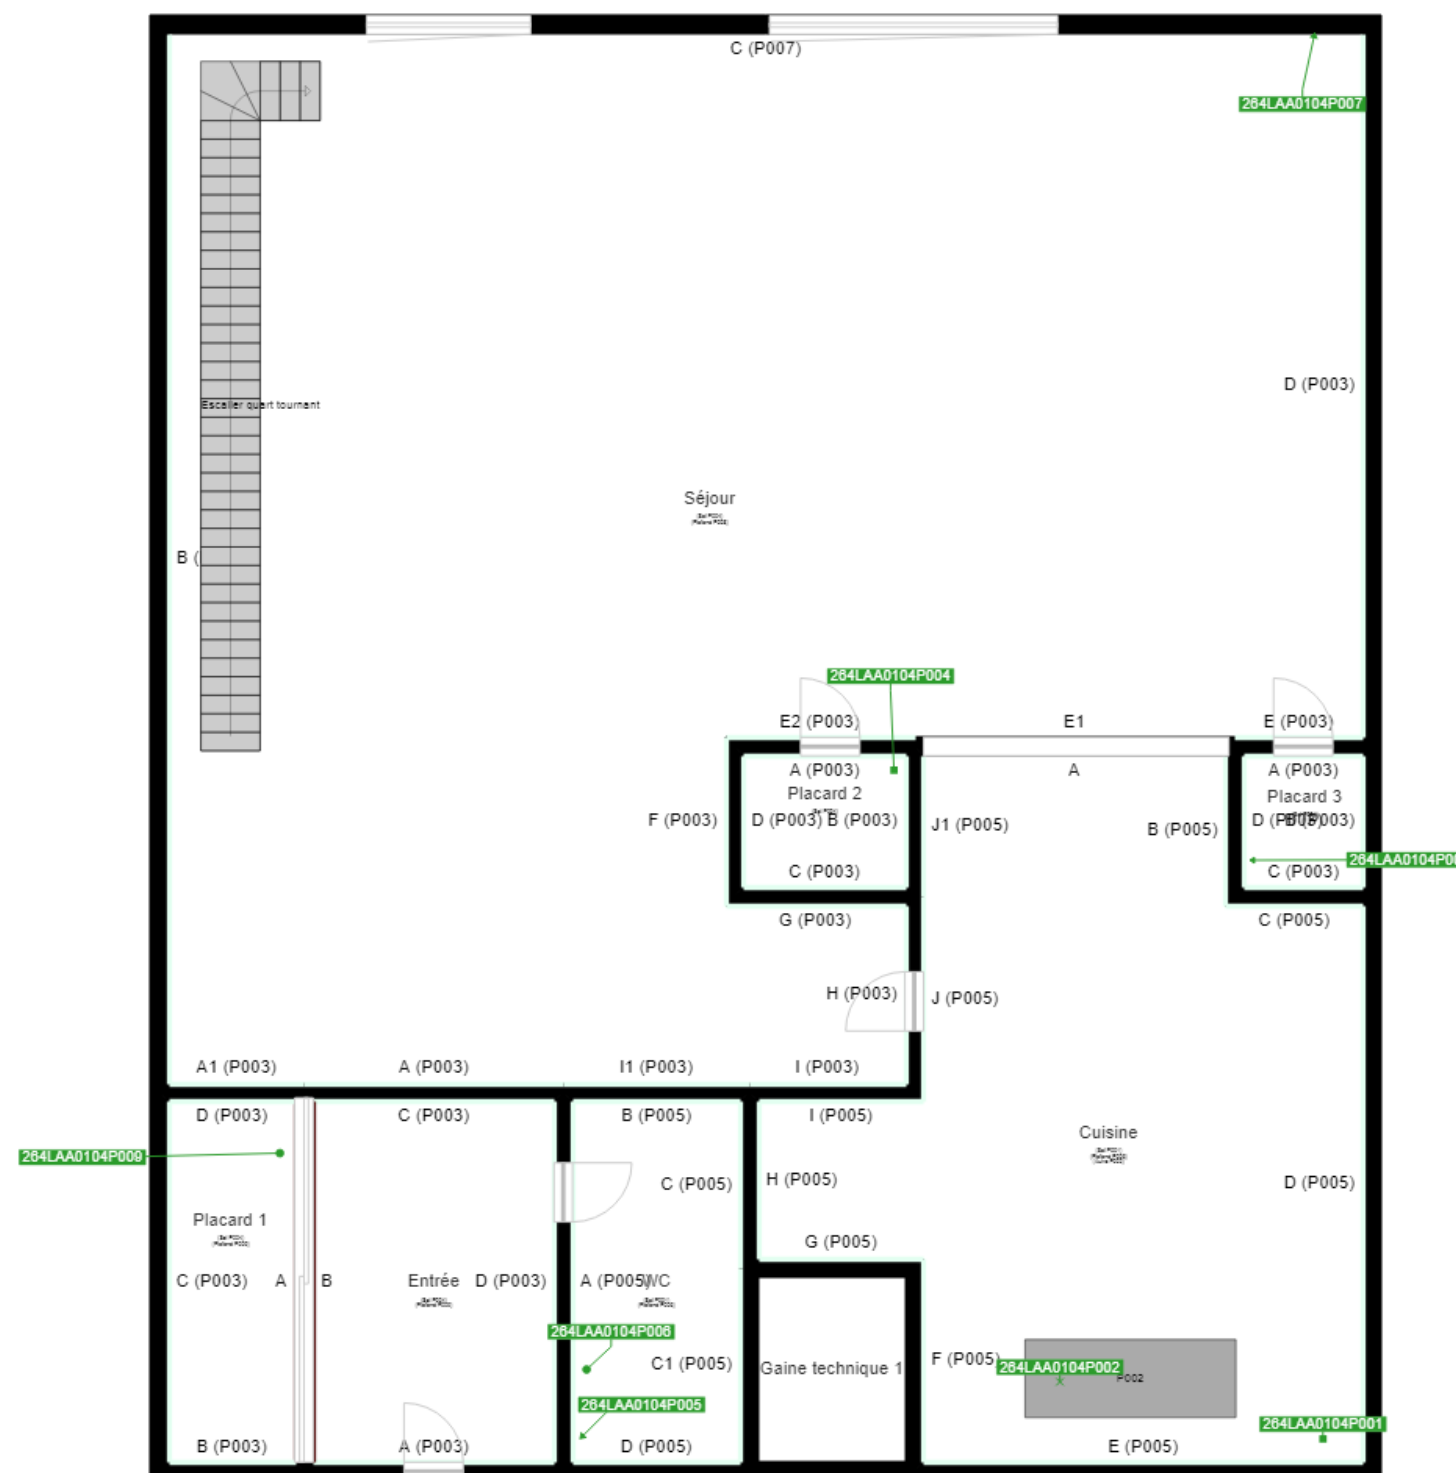 C (P007)
264LAA0104P007
D (P003)
Escalier quart tournant
Séjour
B (
264LAA0104P004
E2 (P003)
E1
E (P003)
A (P003)
A
A (P003)
Placard 2
Placard 3
F (P003)
D (P003)
B (P003)
J1 (P005)
B (P005)
C (P003)
C (P003)
G (P003)
C (P005)
H (P003)
J (P005)
A1 (P003)
A (P003)
I1 (P003)
I (P003)
D (P003)
C (P003)
B (P005)
I (P005)
Cuisine
264LAA0104P009
C (P005)
H (P005)
D (P005)
Placard 1
G (P005)
C (P003)
A
B
Entrée
D (P003)
A (P005)
WC
264LAA0104P006
C1 (P005)
Gaine technique 1
F (P005)
264LAA0104P002
P002
264LAA0104P005
264LAA0104P001
B (P003)
A (P003)
D (P005)
E (P005)